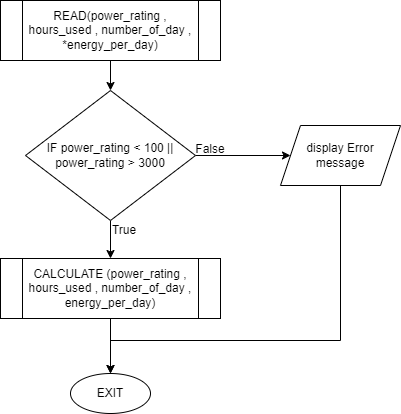 READ(power_rating ,
hours_used , number_of_day ,
*energy_per_day)
IF power_rating < 100 ||
power_rating > 3000
False
display Error
message
True
CALCULATE (power_rating ,
hours_used , number_of_day ,
energy_per_day)
EXIT